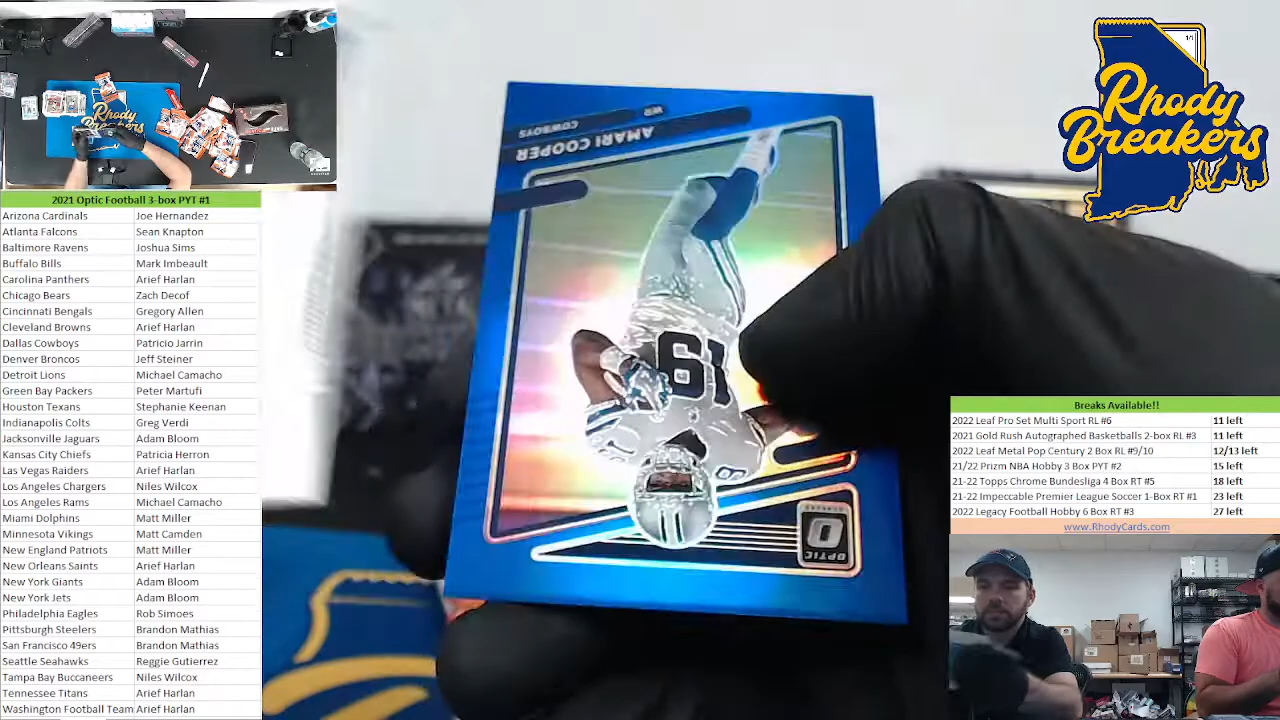 Rhody
Breakers
1/1
Rhody
Breakers
2021 Optic Football 3-box PYT #1
Arizona Cardinals Joe Hernandez
Atlanta Falcons Sean Knapton
Baltimore Ravens Joshua Sims
Buffalo Bills Mark Imbeault
Carolina Panthers Arief Harlan
Chicago Bears Zach Decof
Cincinnati Bengals Gregory Allen
Cleveland Browns Arief Harlan
Dallas Cowboys Patricio Jarrin
Denver Broncos Jeff Steiner
Detroit Lions Michael Camacho
Green Bay Packers Peter Martufi
Houston Texans Stephanie Keenan
Indianapolis Colts Greg Verdi
Jacksonville Jaguars Adam Bloom
Kansas City Chiefs Patricia Herron
Las Vegas Raiders Arief Harlan
Los Angeles Chargers Niles Wilcox
Los Angeles Rams Michael Camacho
Miami Dolphins Matt Miller
Minnesota Vikings Matt Camden
New England Patriots Matt Miller
New Orleans Saints Arief Harlan
New York Giants Adam Bloom
New York Jets Adam Bloom
Philadelphia Eagles Rob Simoes
Pittsburgh Steelers Brandon Mathias
San Francisco 49ers Brandon Mathias
Seattle Seahawks Reggie Gutierrez
Tampa Bay Buccaneers Niles Wilcox
Tennessee Titans Arief Harlan
Washington Football Team Arief Harlan
WR
COWBOYS
AMARI COOPER
19
OPTIC
Breaks Available!!
2022 Leaf Pro Set Multi Sport RL #6 11 left
2021 Gold Rush Autographed Basketballs 2-box RL #3 11 left
2022 Leaf Metal Pop Century 2 Box RL #9/10 12/13 left
21/22 Prizm NBA Hobby 3 Box PYT #2 15 left
21-22 Topps Chrome Bundesliga 4 Box RT #5 18 left
21-22 Impeccable Premier League Soccer 1-Box RT #1 23 left
2022 Legacy Football Hobby 6 Box RT #3 27 left
www.RhodyCards.com